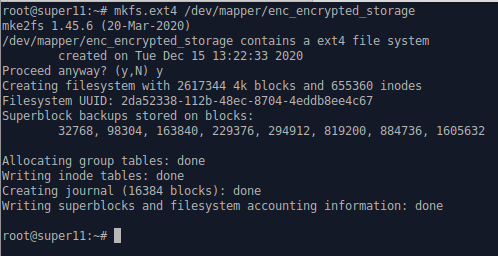 root@super11:~# mkfs.ext4 /dev/mapper/enc_encrypted_storage
mke2fs 1.45.6 (20-Mar-2020)
/dev/mapper/enc_encrypted_storage contains a ext4 file system
        created on Tue Dec 15 13:22:33 2020
Proceed anyway? (y,N) y
Creating filesystem with 2617344 4k blocks and 655360 inodes
Filesystem UUID: 2da52338-112b-48ec-8704-4eddb8ee4c67
Superblock backups stored on blocks:
        32768, 98304, 163840, 229376, 294912, 819200, 884736, 1605632

Allocating group tables: done
Writing inode tables: done
Creating journal (16384 blocks): done
Writing superblocks and filesystem accounting information: done

root@super11:~#